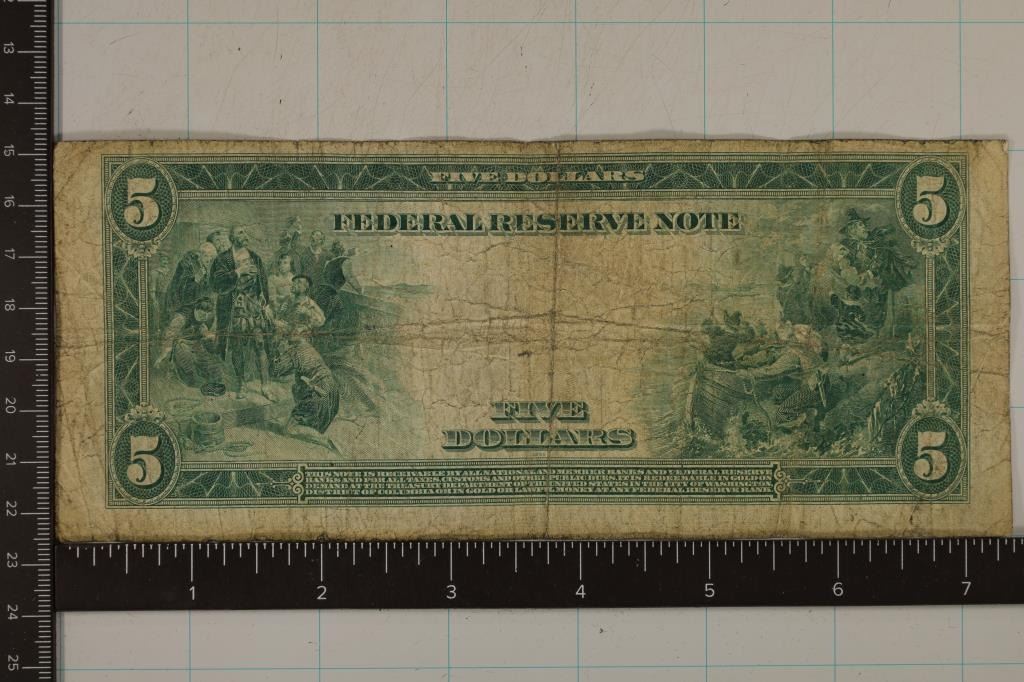 FIVE DOLLARS
5
5
FEDERAL RESERVE NOTE
FIVE
DOLLARS
5
5
THIS NOTE IS RECEIVABLE BY ALL NATIONAL AND MEMBER BANKS AND FEDERAL RESERVE
BANKS AND FOR ALL TAXES, CUSTOMS AND OTHER PUBLIC DUES. IT IS REDEEMABLE IN GOLD ON
DEMAND AT THE TREASURY DEPARTMENT OF THE UNITED STATES IN THE CITY OF WASHINGTON
DISTRICT OF COLUMBIA OR IN GOLD OR LAWFUL MONEY AT ANY FEDERAL RESERVE BANK.
13
14
15
16
17
18
19
20
21
22
23
24
25
1 2 3 4 5 6 7